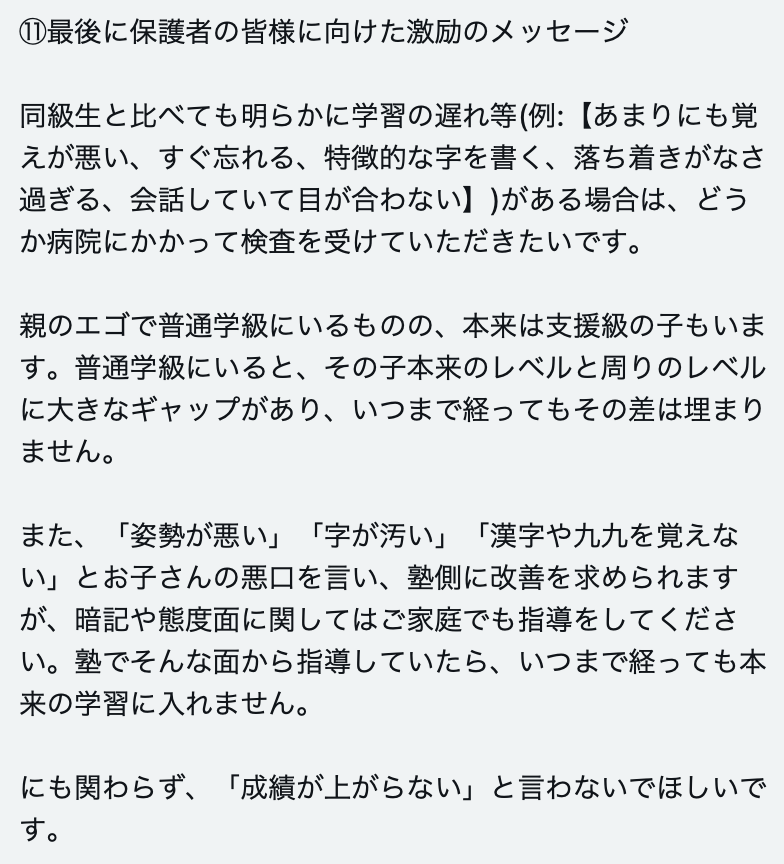 ⑪最後に保護者の皆様に向けた激励のメッセージ
同級生と比べても明らかに学習の遅れ等(例:【あまりにも覚
えが悪い、すぐ忘れる、特徴的な字を書く、落ち着きがなさ
過ぎる、会話していて目が合わない】)がある場合は、どう
か病院にかかって検査を受けていただきたいです。
親のエゴで普通学級にいるものの、本来は支援級の子もいま
す。普通学級にいると、その子本来のレベルと周りのレベル
に大きなギャップがあり、いつまで経ってもその差は埋まり
ません。
また、「姿勢が悪い」「字が汚い」「漢字や九九を覚えな
い」とお子さんの悪口を言い、塾側に改善を求められます
が、暗記や態度面に関してはご家庭でも指導をしてくださ
い。塾でそんな面から指導していたら、いつまで経っても本
来の学習に入れません。
にも関わらず、「成績が上がらない」と言わないでほしいで
す。